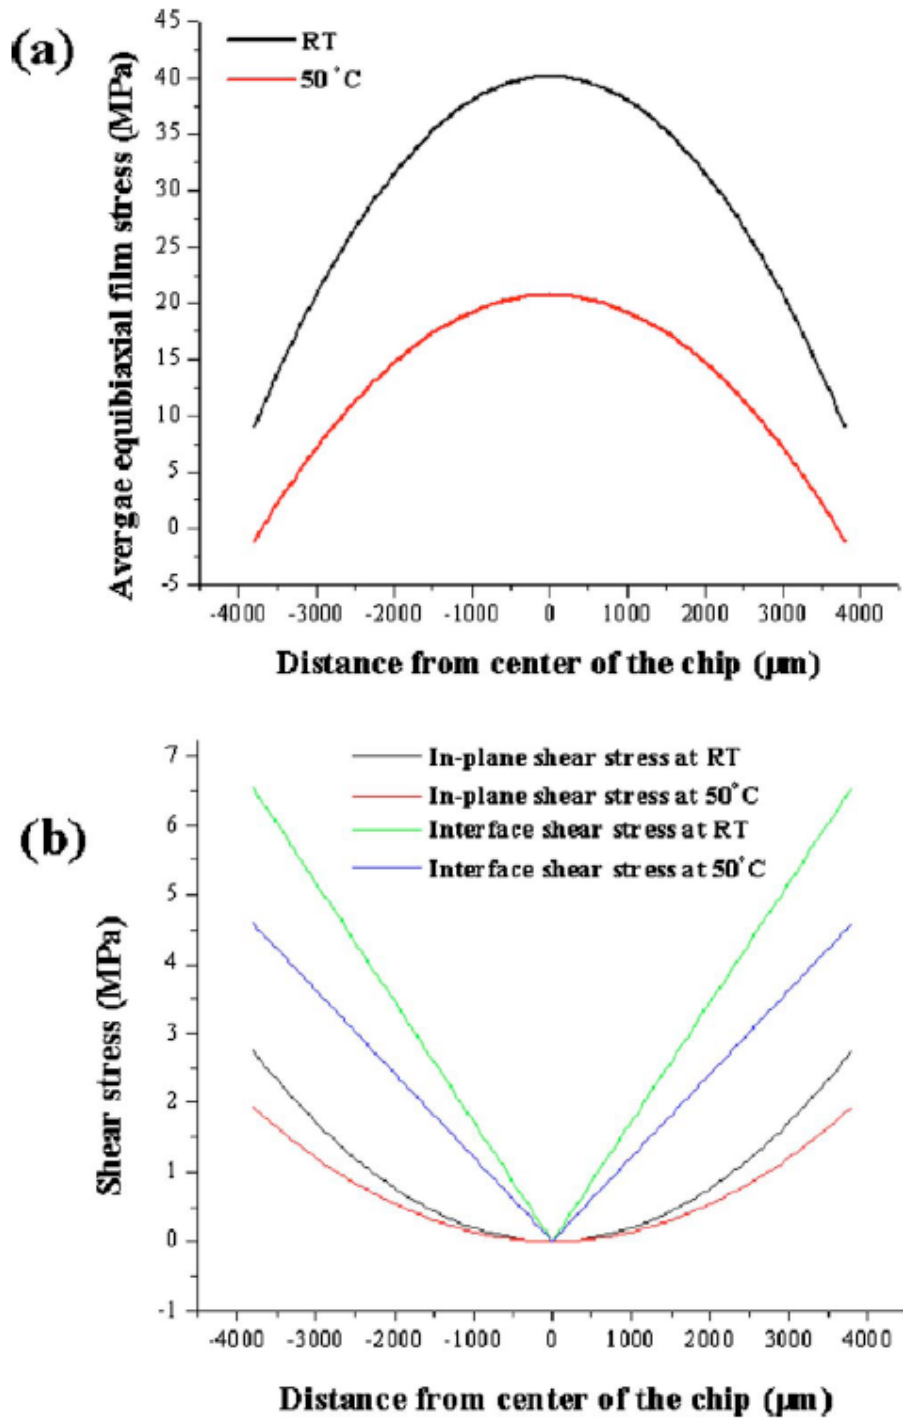 (a)
RT
50°C
Avergae equibiaxial film stress (MPa)
45
40
35
30
25
20
15
10
5
0
-5
-4000 -3000 -2000 -1000 0 1000 2000 3000 4000
Distance from center of the chip (µm)
(b)
In-plane shear stress at RT
In-plane shear stress at 50°C
Interface shear stress at RT
Interface shear stress at 50°C
Shear stress (MPa)
7
6
5
4
3
2
1
0
-1
-4000 -3000 -2000 -1000 0 1000 2000 3000 4000
Distance from center of the chip (µm)